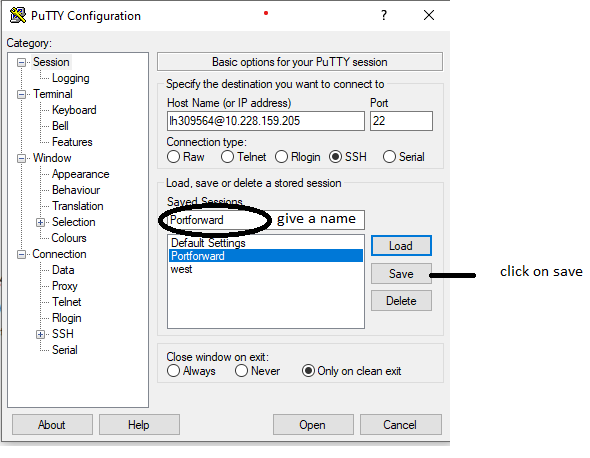 PuTTY Configuration
?
Category:
Session
Logging
Terminal
Keyboard
Bell
Features
Window
Appearance
Behaviour
Translation
Selection
Colours
Connection
Data
Proxy
Telnet
Rlogin
SSH
Serial
Basic options for your PuTTY session
Specify the destination you want to connect to
Host Name (or IP address) Port
lh309564@10.228.159.205 22
Connection type:
Raw Telnet Rlogin SSH Serial
Load, save or delete a stored session
Saved Sessions
Portforward give a name
Default Settings
Portforward
west
Load
Save click on save
Delete
Close window on exit:
Always Never Only on clean exit
About Help Open Cancel